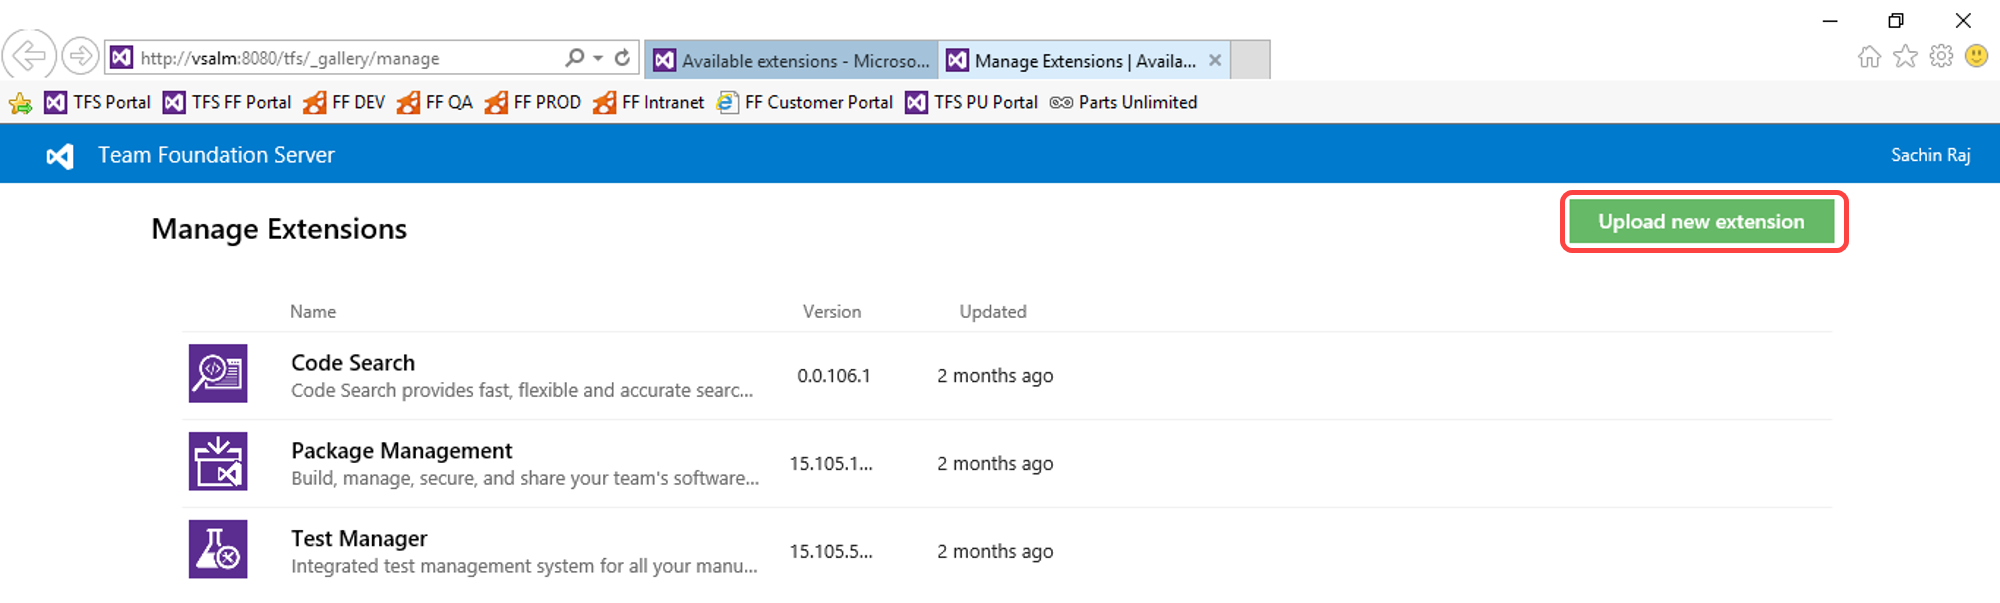 http://vsalm:8080/tfs/_gallery/manage
Available extensions - Microso...
Manage Extensions | Availa...
TFS Portal
TFS FF Portal
FF DEV
FF QA
FF PROD
FF Intranet
FF Customer Portal
TFS PU Portal
Parts Unlimited
Team Foundation Server
Sachin Raj
Manage Extensions
Upload new extension
Name Version Updated
Code Search
Code Search provides fast, flexible and accurate searc...
0.0.106.1
2 months ago
Package Management
Build, manage, secure, and share your team's software...
15.105.1...
2 months ago
Test Manager
Integrated test management system for all your manu...
15.105.5...
2 months ago